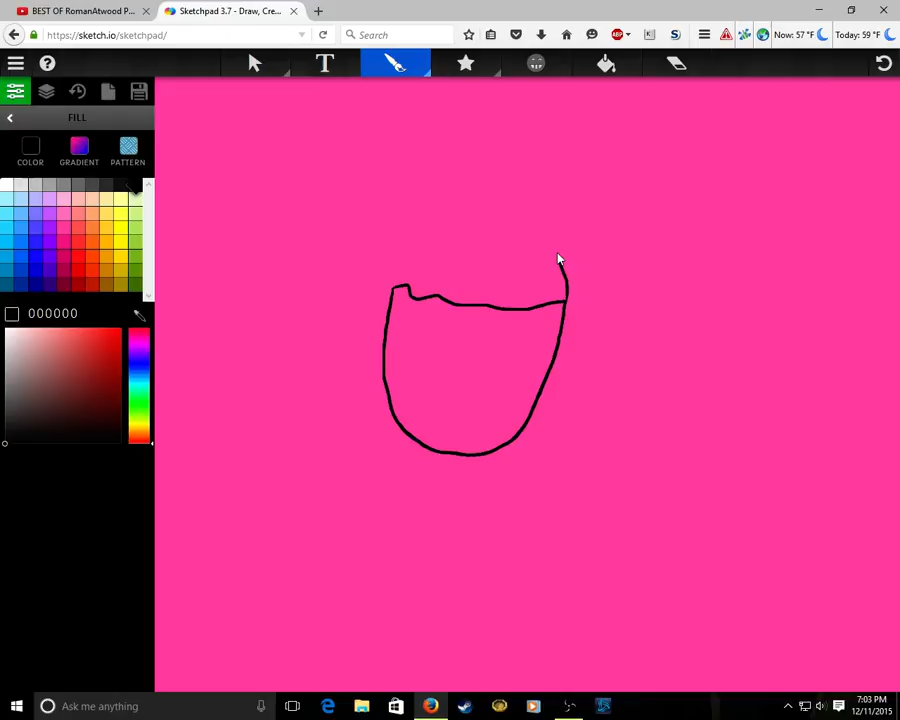 BEST OF RomanAtwood P...
Sketchpad 3.7 - Draw, Cre...
https://sketch.io/sketchpad/
Search
ABP
Now: 57 °F
Today: 59 °F
T
FILL
COLOR
GRADIENT
PATTERN
000000
Ask me anything
7:03 PM
12/11/2015